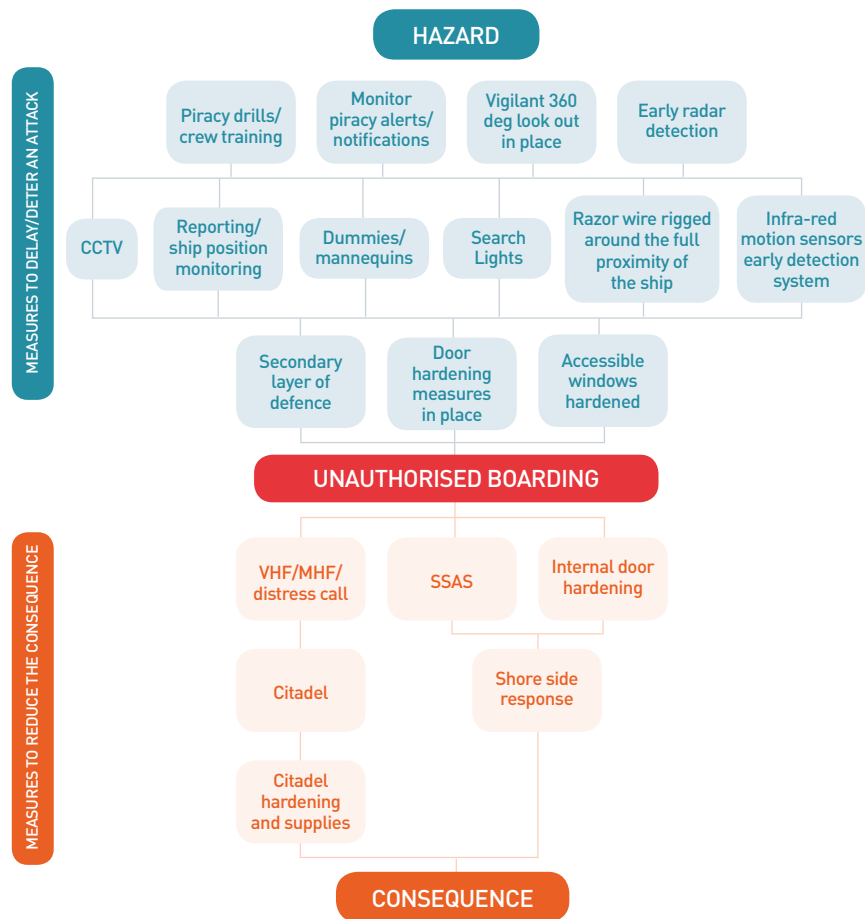 HAZARD
MEASURES TO DELAY/DETER AN ATTACK
Piracy drills/
crew training
Monitor
piracy alerts/
notifications
Vigilant 360
deg look out
in place
Early radar
detection
CCTV
Reporting/
ship position
monitoring
Dummies/
mannequins
Search
Lights
Razor wire rigged
around the full
proximity of
the ship
Infra-red
motion sensors
early detection
system
Secondary
layer of
defence
Door
hardening
measures
in place
Accessible
windows
hardened
UNAUTHORISED BOARDING
MEASURES TO REDUCE THE CONSEQUENCE
VHF/MHF/
distress call
SSAS
Internal door
hardening
Citadel
Shore side
response
Citadel
hardening
and supplies
CONSEQUENCE